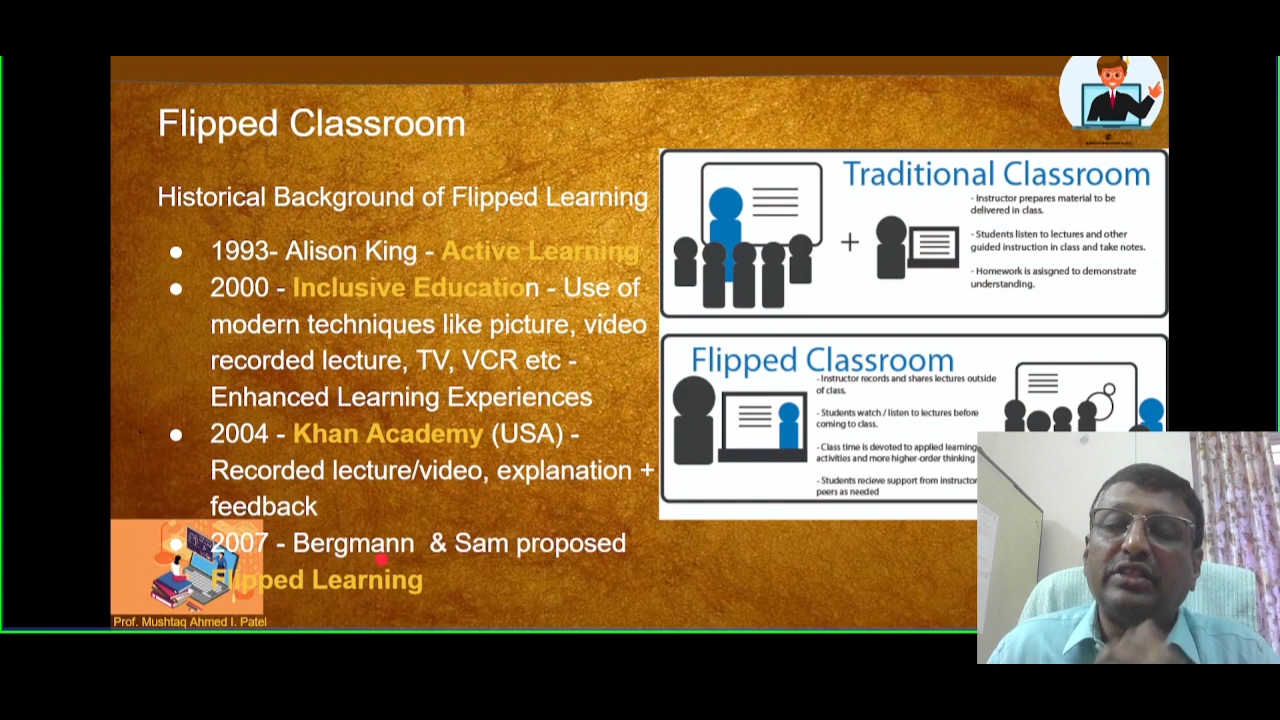 Flipped Classroom
Historical Background of Flipped Learning
● 1993- Alison King - Active Learning
● 2000 - Inclusive Education - Use of
modern techniques like picture, video
recorded lecture, TV, VCR etc -
Enhanced Learning Experiences
● 2004 - Khan Academy (USA) -
Recorded lecture/video, explanation +
feedback
● 2007 - Bergmann & Sam proposed
Flipped Learning
Prof. Mushtaq Ahmed I. Patel
Traditional Classroom
- Instructor prepares material to be
delivered in class.
- Students listen to lectures and other
guided instruction in class and take notes.
- Homework is asisgned to demonstrate
understanding.
+
Flipped Classroom
- Instructor records and shares lectures outside
of class.
- Students watch / listen to lectures before
coming to class.
- Class time is devoted to applied learning
activities and more higher-order thinking
- Students recieve support from instructor
peers as needed